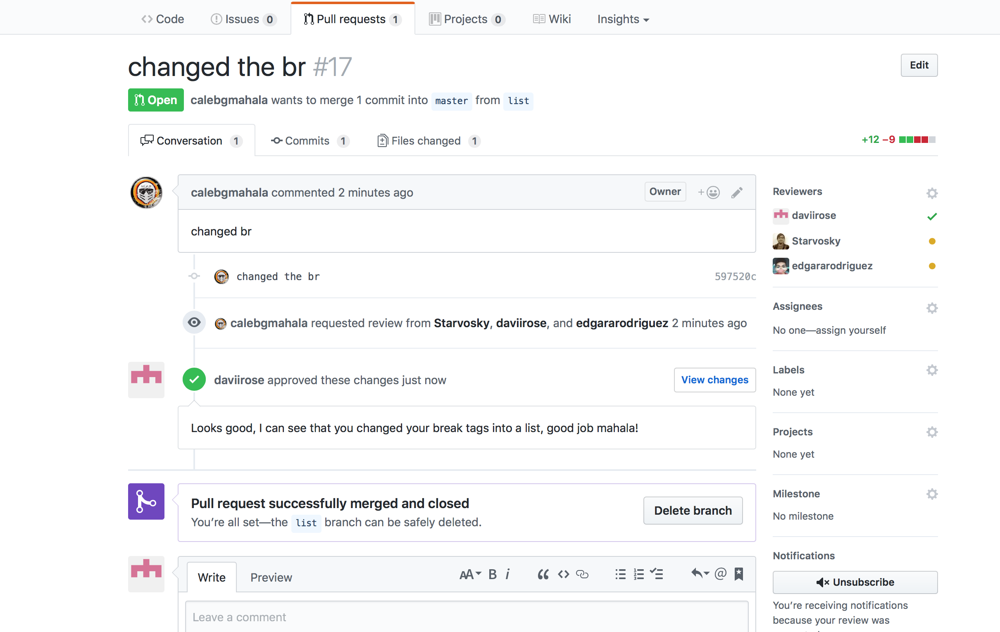 Code Issues 0 Pull requests 1 Projects 0 Wiki Insights
changed the br #17
Edit
Open calebgmahala wants to merge 1 commit into master from list
Conversation 1 Commits 1 Files changed 1
+12 −9
calebgmahala commented 2 minutes ago
Owner
changed br
changed the br
597520c
calebgmahala requested review from Starvosky, daviirose, and edgararodriguez 2 minutes ago
daviirose approved these changes just now
View changes
Looks good, I can see that you changed your break tags into a list, good job mahala!
Pull request successfully merged and closed
You’re all set—the list branch can be safely deleted.
Delete branch
Write Preview
Leave a comment
Reviewers
daviirose
Starvosky
edgararodriguez
Assignees
No one—assign yourself
Labels
None yet
Projects
None yet
Milestone
No milestone
Notifications
Unsubscribe
You’re receiving notifications
because your review was